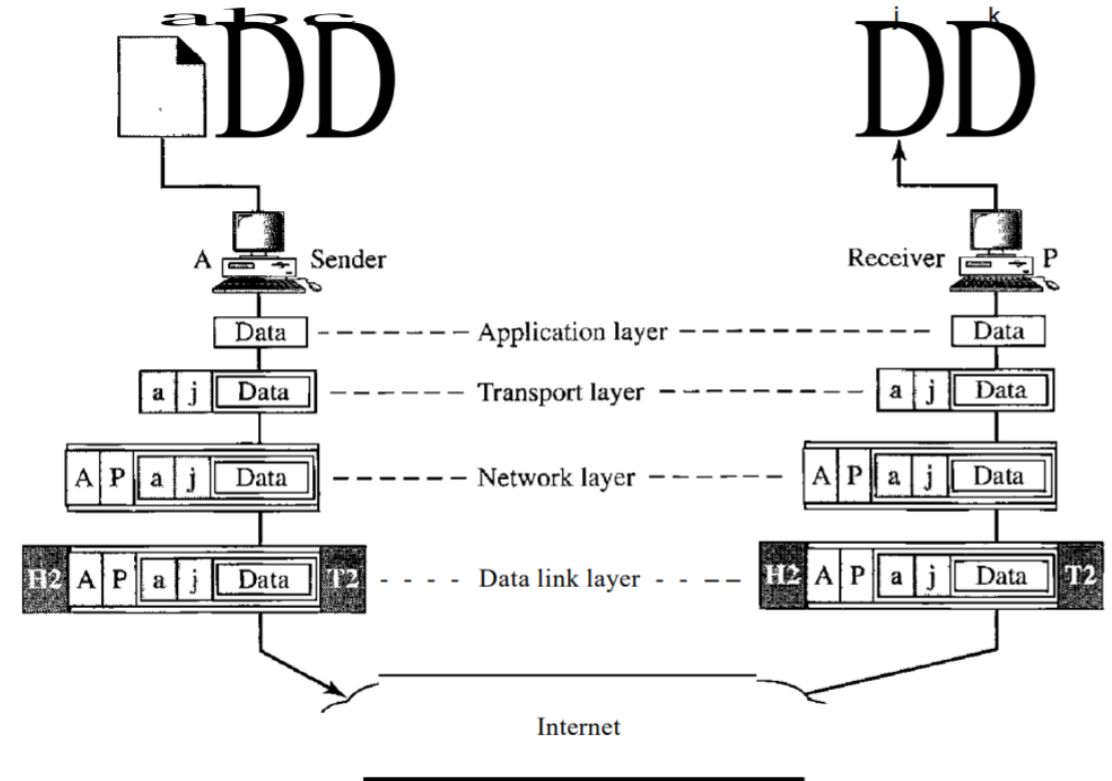 a b c j k
DD DD
A Sender Receiver P
Data Application layer Data
a j Data Transport layer a j Data
A P a j Data Network layer A P a j Data
H2 A P a j Data T2 Data link layer H2 A P a j Data T2
Internet